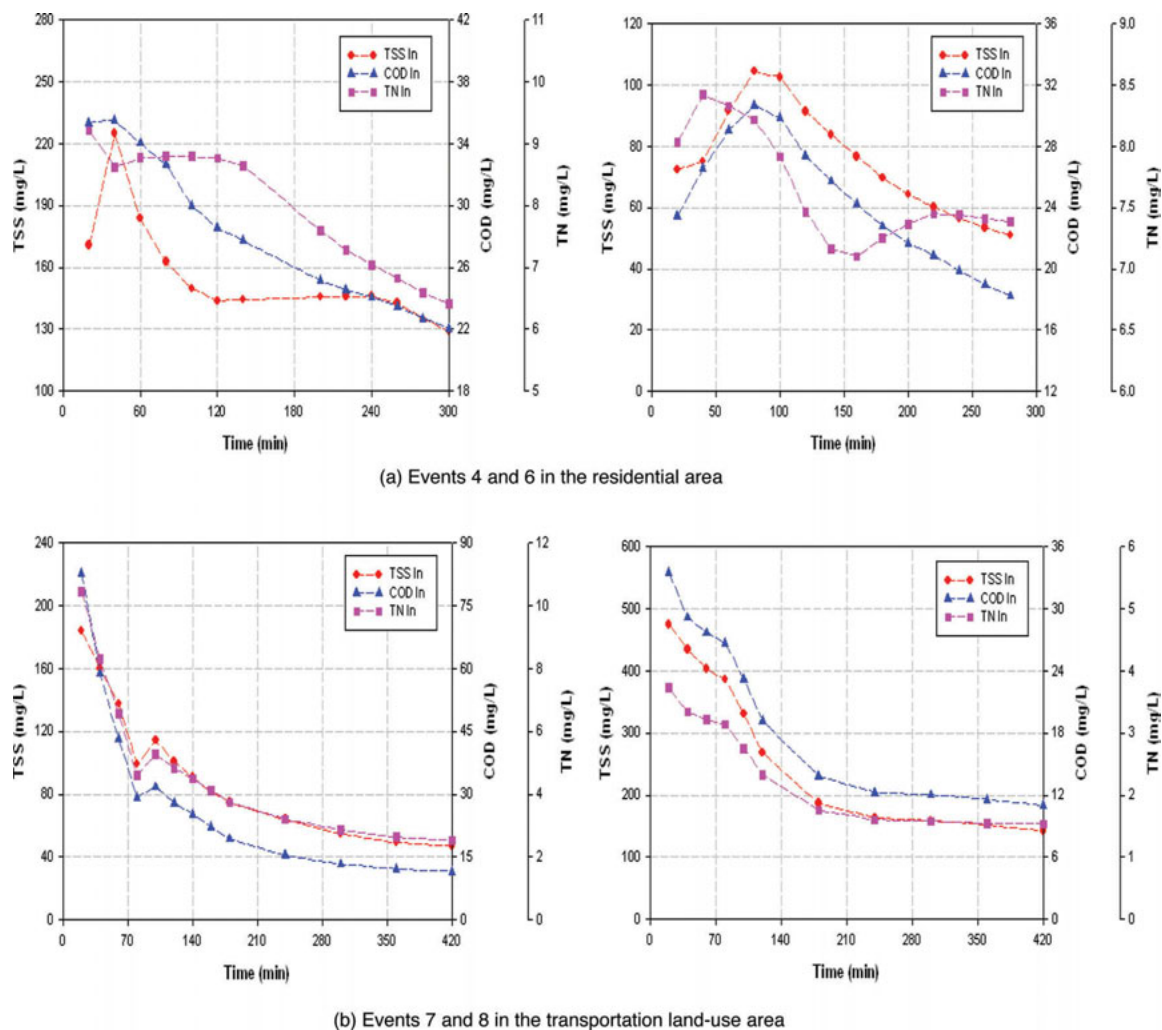 280
250
220
190
160
130
100
TSS (mg/L)
42
38
34
30
26
22
18
COD (mg/L)
11
10
9
8
7
6
5
TN (mg/L)
TSS In
COD In
TN In
0 60 120 180 240 300
Time (min)
120
100
80
60
40
20
0
TSS (mg/L)
36
32
28
24
20
16
12
COD (mg/L)
9.0
8.5
8.0
7.5
7.0
6.5
6.0
TN (mg/L)
TSS In
COD In
TN In
0 50 100 150 200 250 300
Time (min)
(a) Events 4 and 6 in the residential area
240
200
160
120
80
40
0
TSS (mg/L)
90
75
60
45
30
15
0
COD (mg/L)
12
10
8
6
4
2
0
TN (mg/L)
TSS In
COD In
TN In
0 70 140 210 280 350 420
Time (min)
600
500
400
300
200
100
0
TSS (mg/L)
36
30
24
18
12
6
0
COD (mg/L)
6
5
4
3
2
1
0
TN (mg/L)
TSS In
COD In
TN In
0 70 140 210 280 350 420
Time (min)
(b) Events 7 and 8 in the transportation land-use area